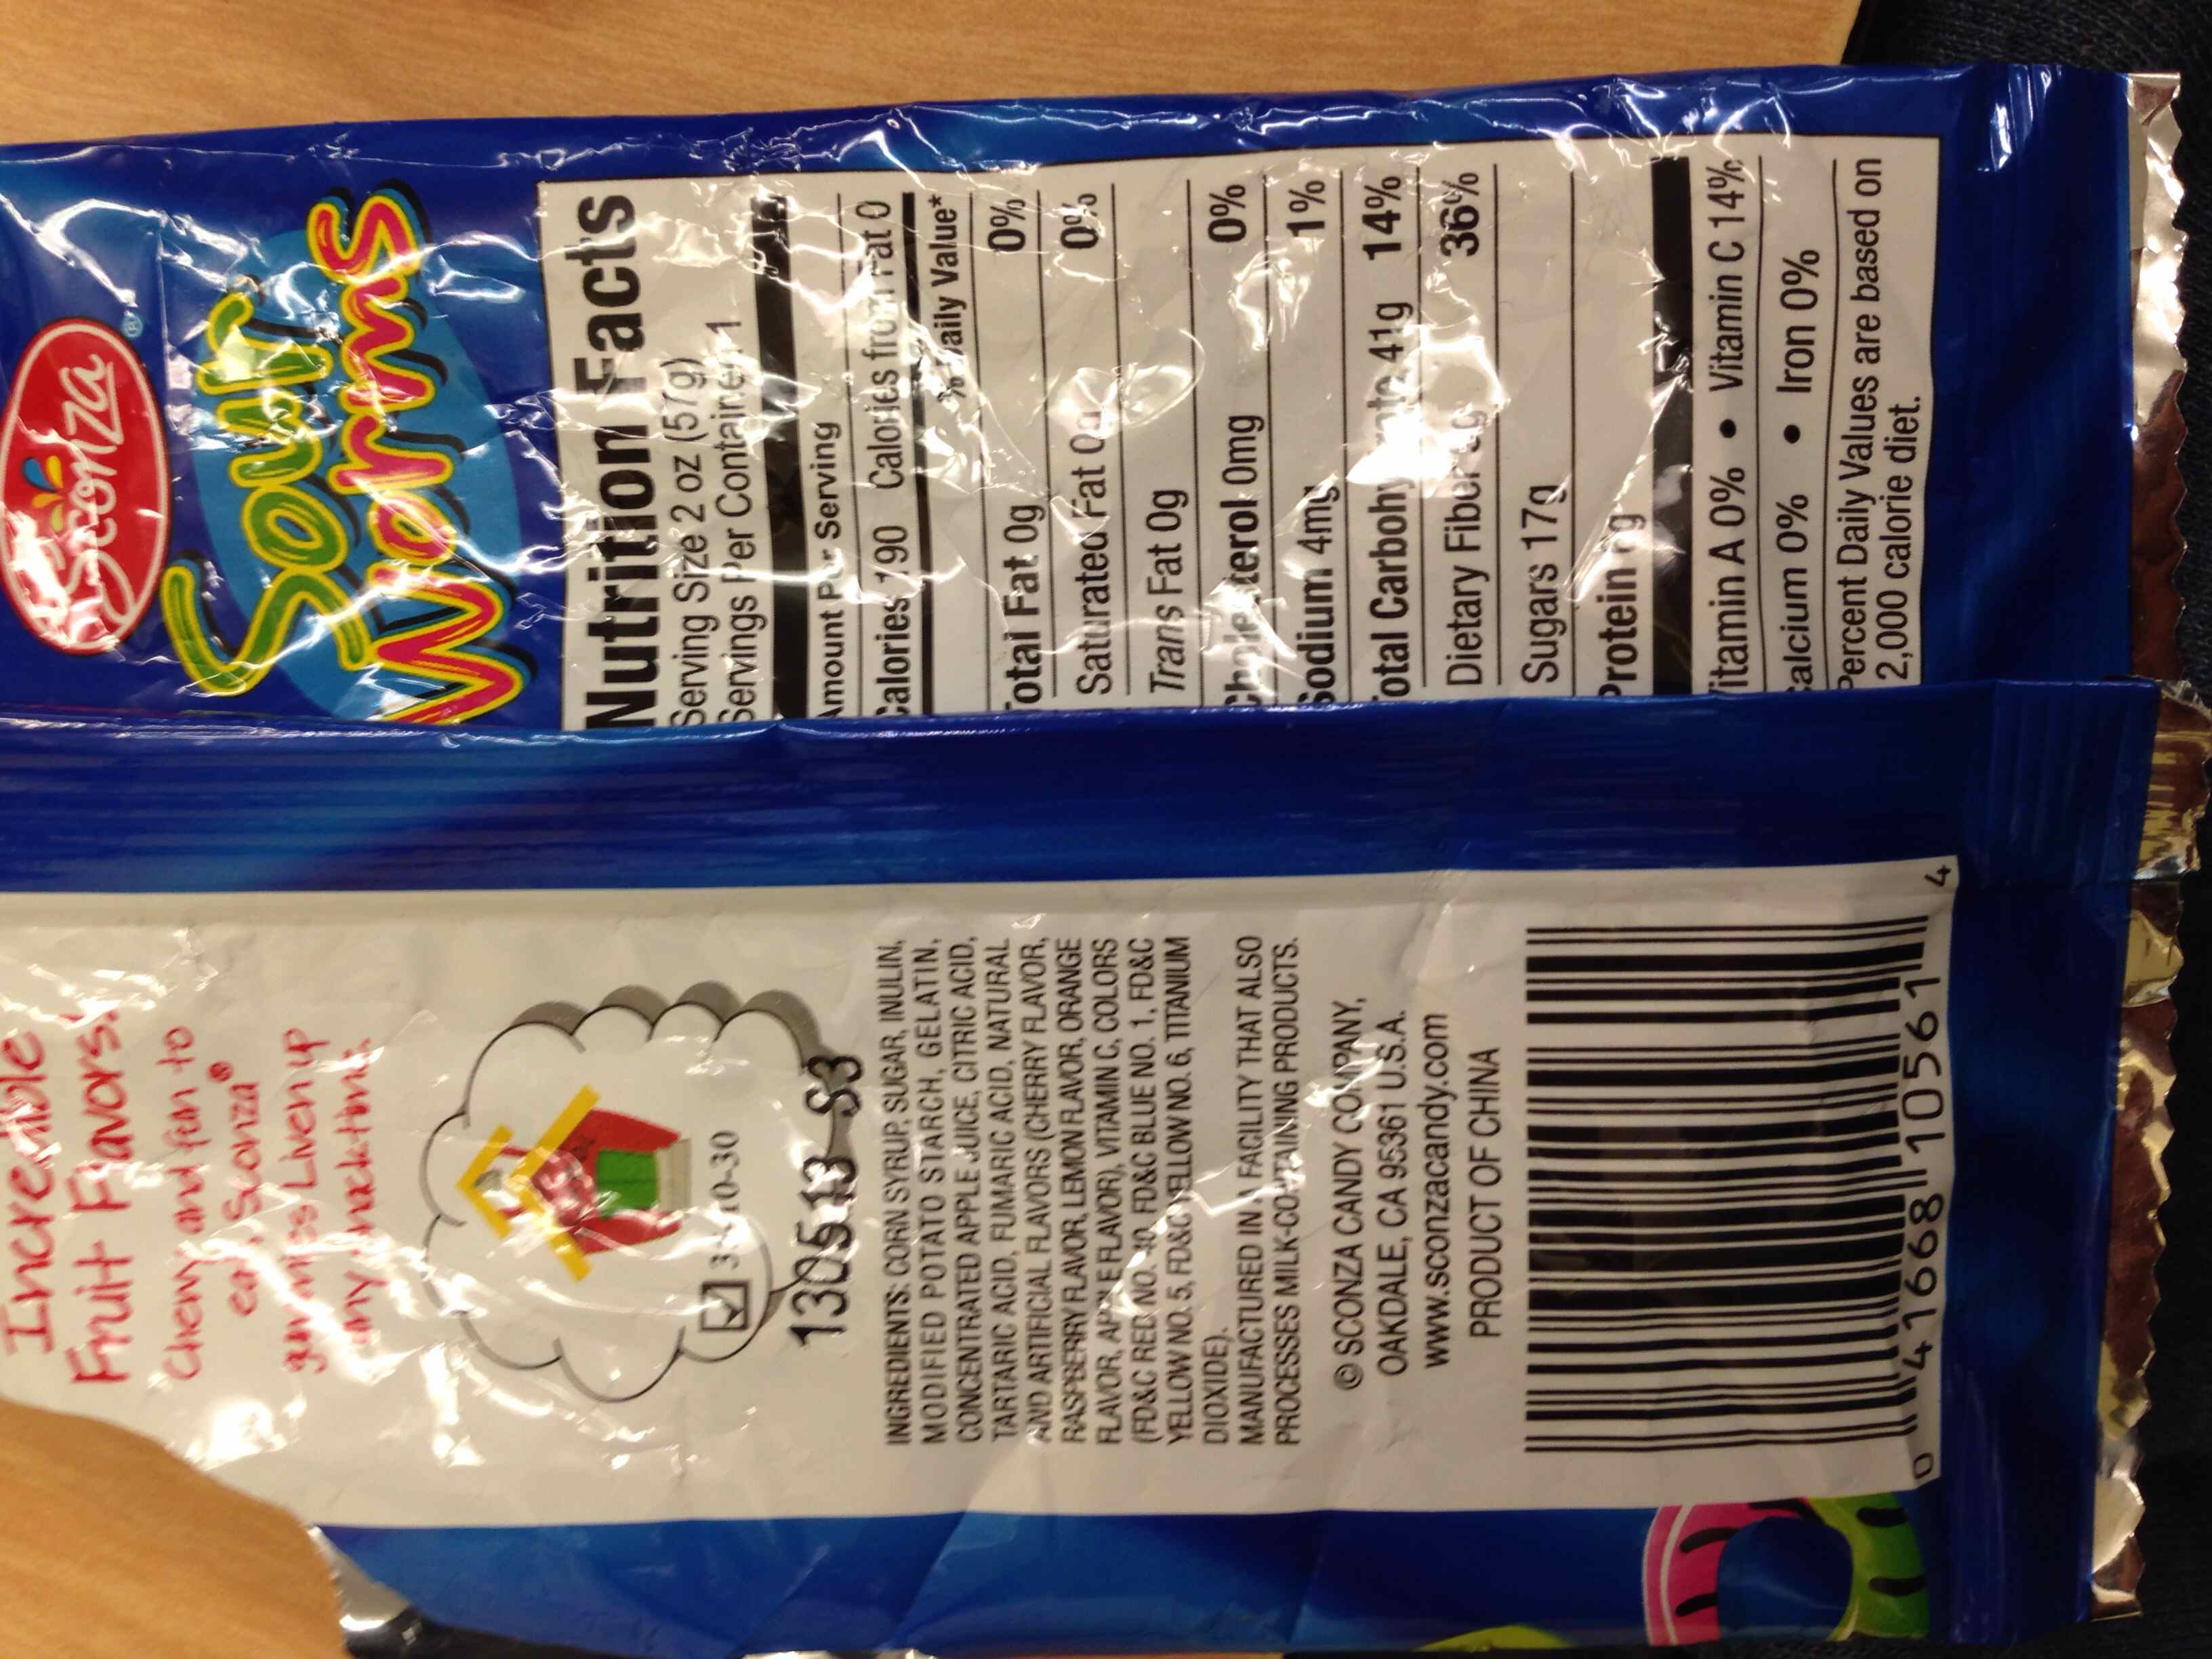 Incredible
Fruit Flavors!
Chewy and fun to
eat, Sconza®
gummies Liven up
any snacktime.
10-30
130513 S3
INGREDIENTS: CORN SYRUP, SUGAR, INULIN,
MODIFIED POTATO STARCH, GELATIN,
CONCENTRATED APPLE JUICE, CITRIC ACID,
TARTARIC ACID, FUMARIC ACID, NATURAL
AND ARTIFICIAL FLAVORS (CHERRY FLAVOR,
RASPBERRY FLAVOR, LEMON FLAVOR, ORANGE
FLAVOR, APPLE FLAVOR), VITAMIN C, COLORS
(FD&C RED NO. 40, FD&C BLUE NO. 1, FD&C
YELLOW NO. 5, FD&C YELLOW NO. 6, TITANIUM
DIOXIDE).
MANUFACTURED IN A FACILITY THAT ALSO
PROCESSES MILK-CONTAINING PRODUCTS.
© SCONZA CANDY COMPANY,
OAKDALE, CA 95361 U.S.A.
www.sconzacandy.com
PRODUCT OF CHINA
0 41668 10561 4
Sconza®
Sour
Worms
Nutrition Facts
Serving Size 2 oz (57g)
Servings Per Container 1
Amount Per Serving
Calories 190 Calories from Fat 0
% Daily Value*
Total Fat 0g 0%
Saturated Fat 0g 0%
Trans Fat 0g
Cholesterol 0mg 0%
Sodium 4mg 1%
Total Carbohydrate 41g 14%
Dietary Fiber 36%
Sugars 17g
Protein
Vitamin A 0% • Vitamin C 14%
Calcium 0% • Iron 0%
Percent Daily Values are based on
2,000 calorie diet.